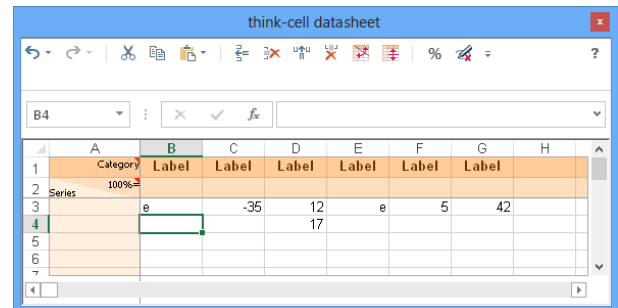 think-cell datasheet x
% ?
B4 fx
A B C D E F G H
1 Category Label Label Label Label Label Label
2 Series 100%=
3 e -35 12 e 5 42
4 17
5
6
7